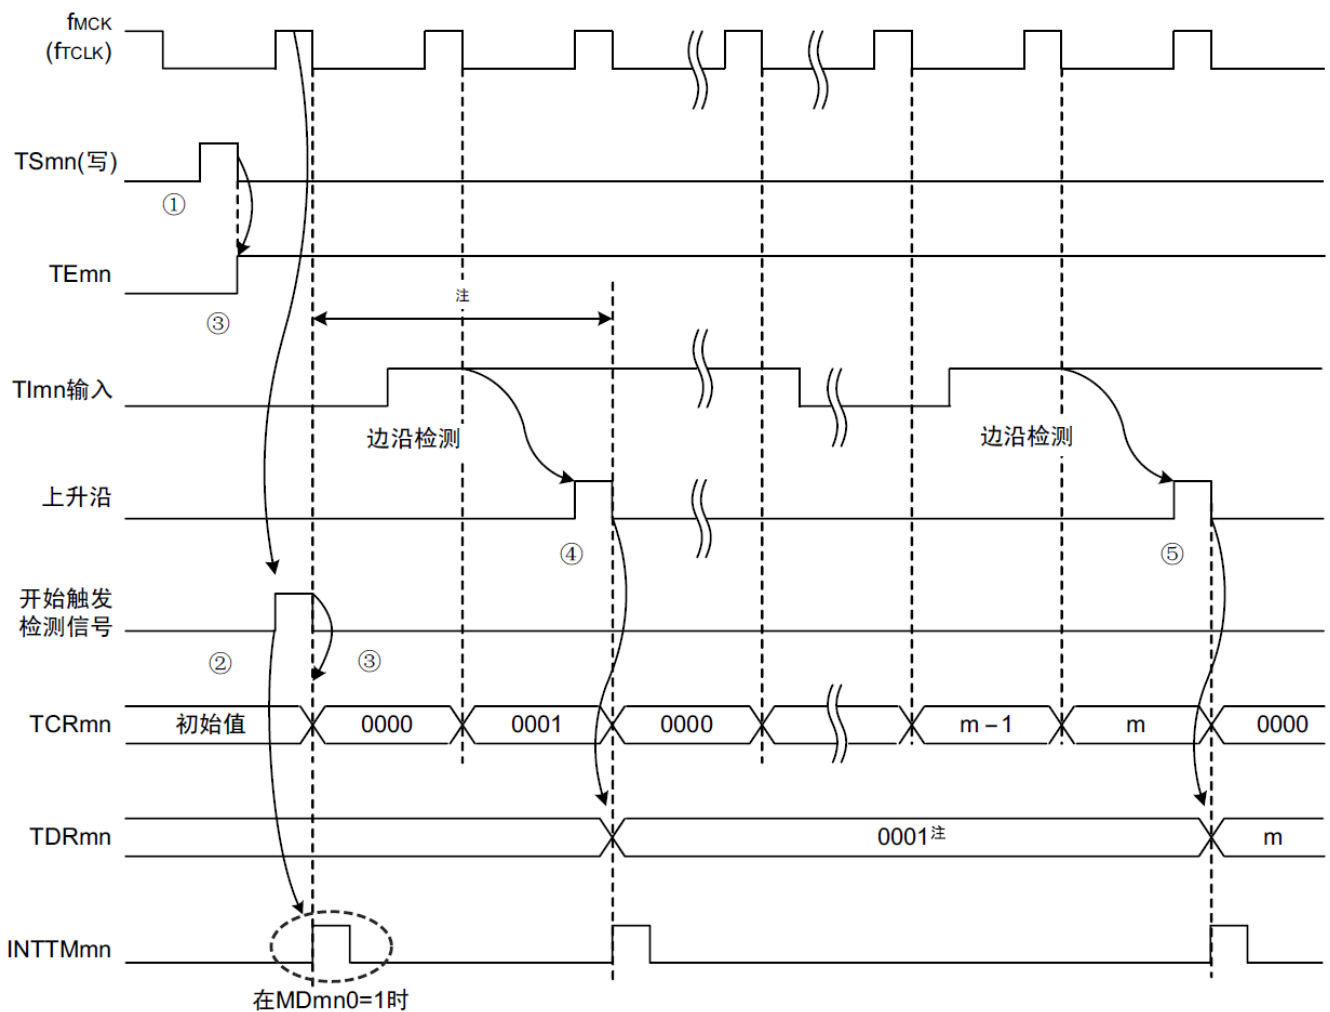 fMCK
(fTCLK)
TSmn(写)
①
TEmn
③
注
TImn输入
边沿检测
边沿检测
上升沿
④
⑤
开始触发
检测信号
②
③
TCRmn
初始值
0000
0001
0000
m－1
m
0000
TDRmn
0001注
m
INTTMmn
在MDmn0=1时